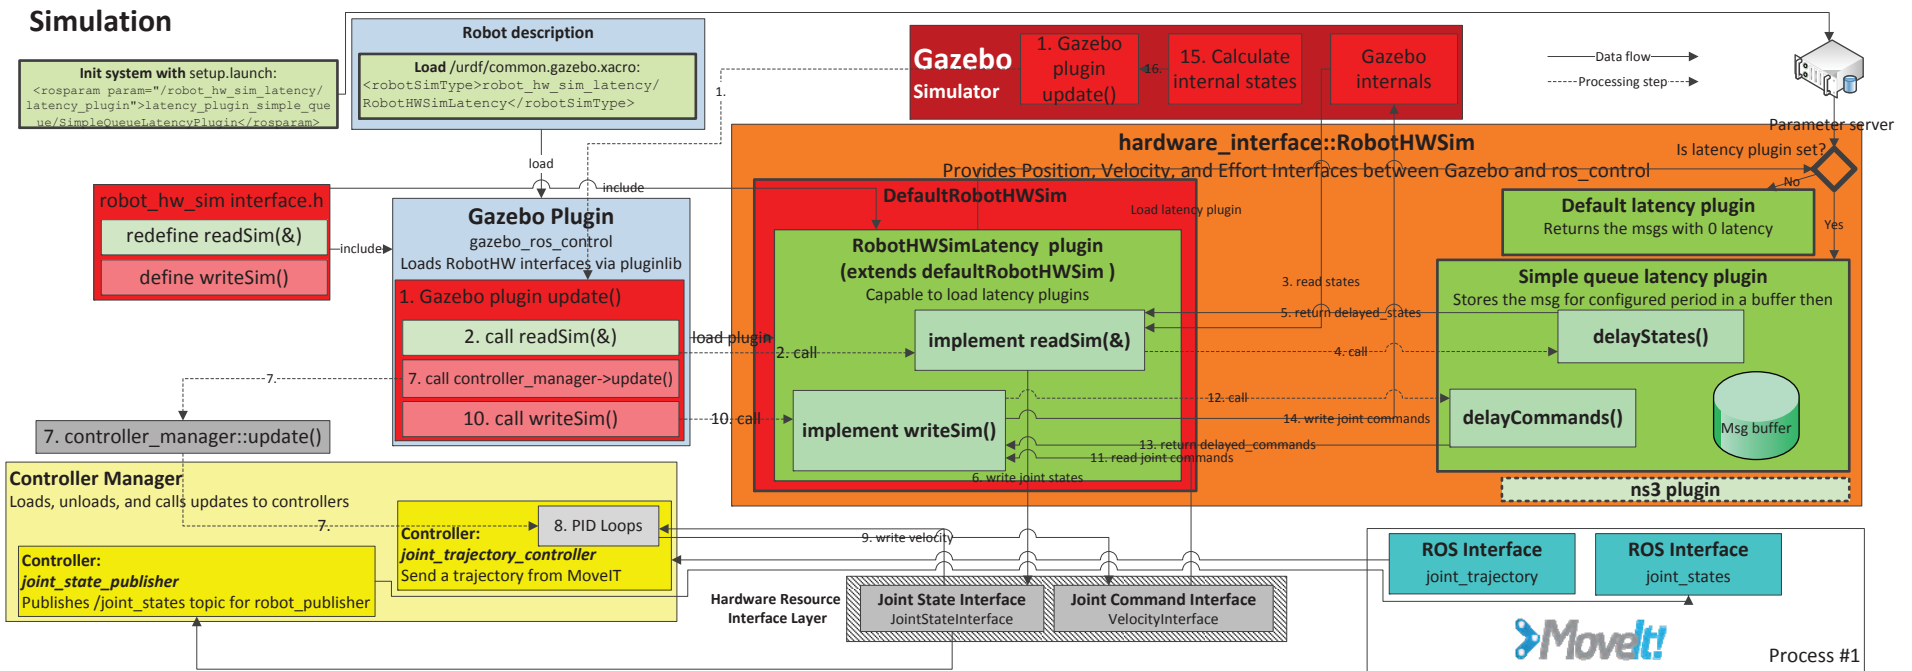 Simulation
Init system with setup.launch:
<rosparam param="/robot_hw_sim_latency/
latency_plugin">latency_plugin_simple_que
ue/SimpleQueueLatencyPlugin</rosparam>
Robot description
Load /urdf/common.gazebo.xacro:
<robotSimType>robot_hw_sim_latency/
RobotHWSimLatency</robotSimType>
Gazebo
Simulator
1. Gazebo
plugin
update()
16.
15. Calculate
internal states
Gazebo
internals
Data flow
Processing step
Parameter server
1.
load
include
include
robot_hw_sim interface.h
redefine readSim(&)
define writeSim()
Gazebo Plugin
gazebo_ros_control
Loads RobotHW interfaces via pluginlib
1. Gazebo plugin update()
2. call readSim(&)
7. call controller_manager->update()
10. call writeSim()
load plugin
2. call
10. call
7.
7. controller_manager::update()
hardware_interface::RobotHWSim
Provides Position, Velocity, and Effort Interfaces between Gazebo and ros_control
Is latency plugin set?
No
Yes
DefaultRobotHWSim
Load latency plugin
RobotHWSimLatency plugin
(extends defaultRobotHWSim )
Capable to load latency plugins
implement readSim(&)
implement writeSim()
3. read states
5. return delayed_states
4. call
12. call
14. write joint commands
13. return delayed_commands
11. read joint commands
6. write joint states
Default latency plugin
Returns the msgs with 0 latency
Simple queue latency plugin
Stores the msg for configured period in a buffer then
delayStates()
delayCommands()
Msg buffer
ns3 plugin
Controller Manager
Loads, unloads, and calls updates to controllers
7.
8. PID Loops
Controller:
joint_trajectory_controller
Send a trajectory from MoveIT
Controller:
joint_state_publisher
Publishes /joint_states topic for robot_publisher
9. write velocity
Hardware Resource
Interface Layer
Joint State Interface
JointStateInterface
Joint Command Interface
VelocityInterface
ROS Interface
joint_trajectory
ROS Interface
joint_states
MoveIt!
Process #1